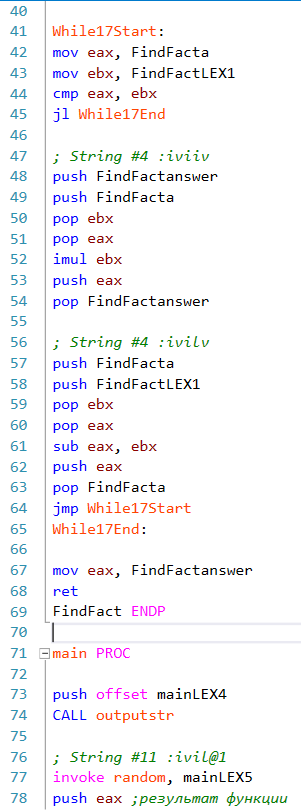 40
41 While17Start:
42 mov eax, FindFacta
43 mov ebx, FindFactLEX1
44 cmp eax, ebx
45 jl While17End
46
47 ; String #4 :iviiv
48 push FindFactanswer
49 push FindFacta
50 pop ebx
51 pop eax
52 imul ebx
53 push eax
54 pop FindFactanswer
55
56 ; String #4 :ivilv
57 push FindFacta
58 push FindFactLEX1
59 pop ebx
60 pop eax
61 sub eax, ebx
62 push eax
63 pop FindFacta
64 jmp While17Start
65 While17End:
66
67 mov eax, FindFactanswer
68 ret
69 FindFact ENDP
70
71 main PROC
72
73 push offset mainLEX4
74 CALL outputstr
75
76 ; String #11 :ivil@1
77 invoke random, mainLEX5
78 push eax ;результат функции